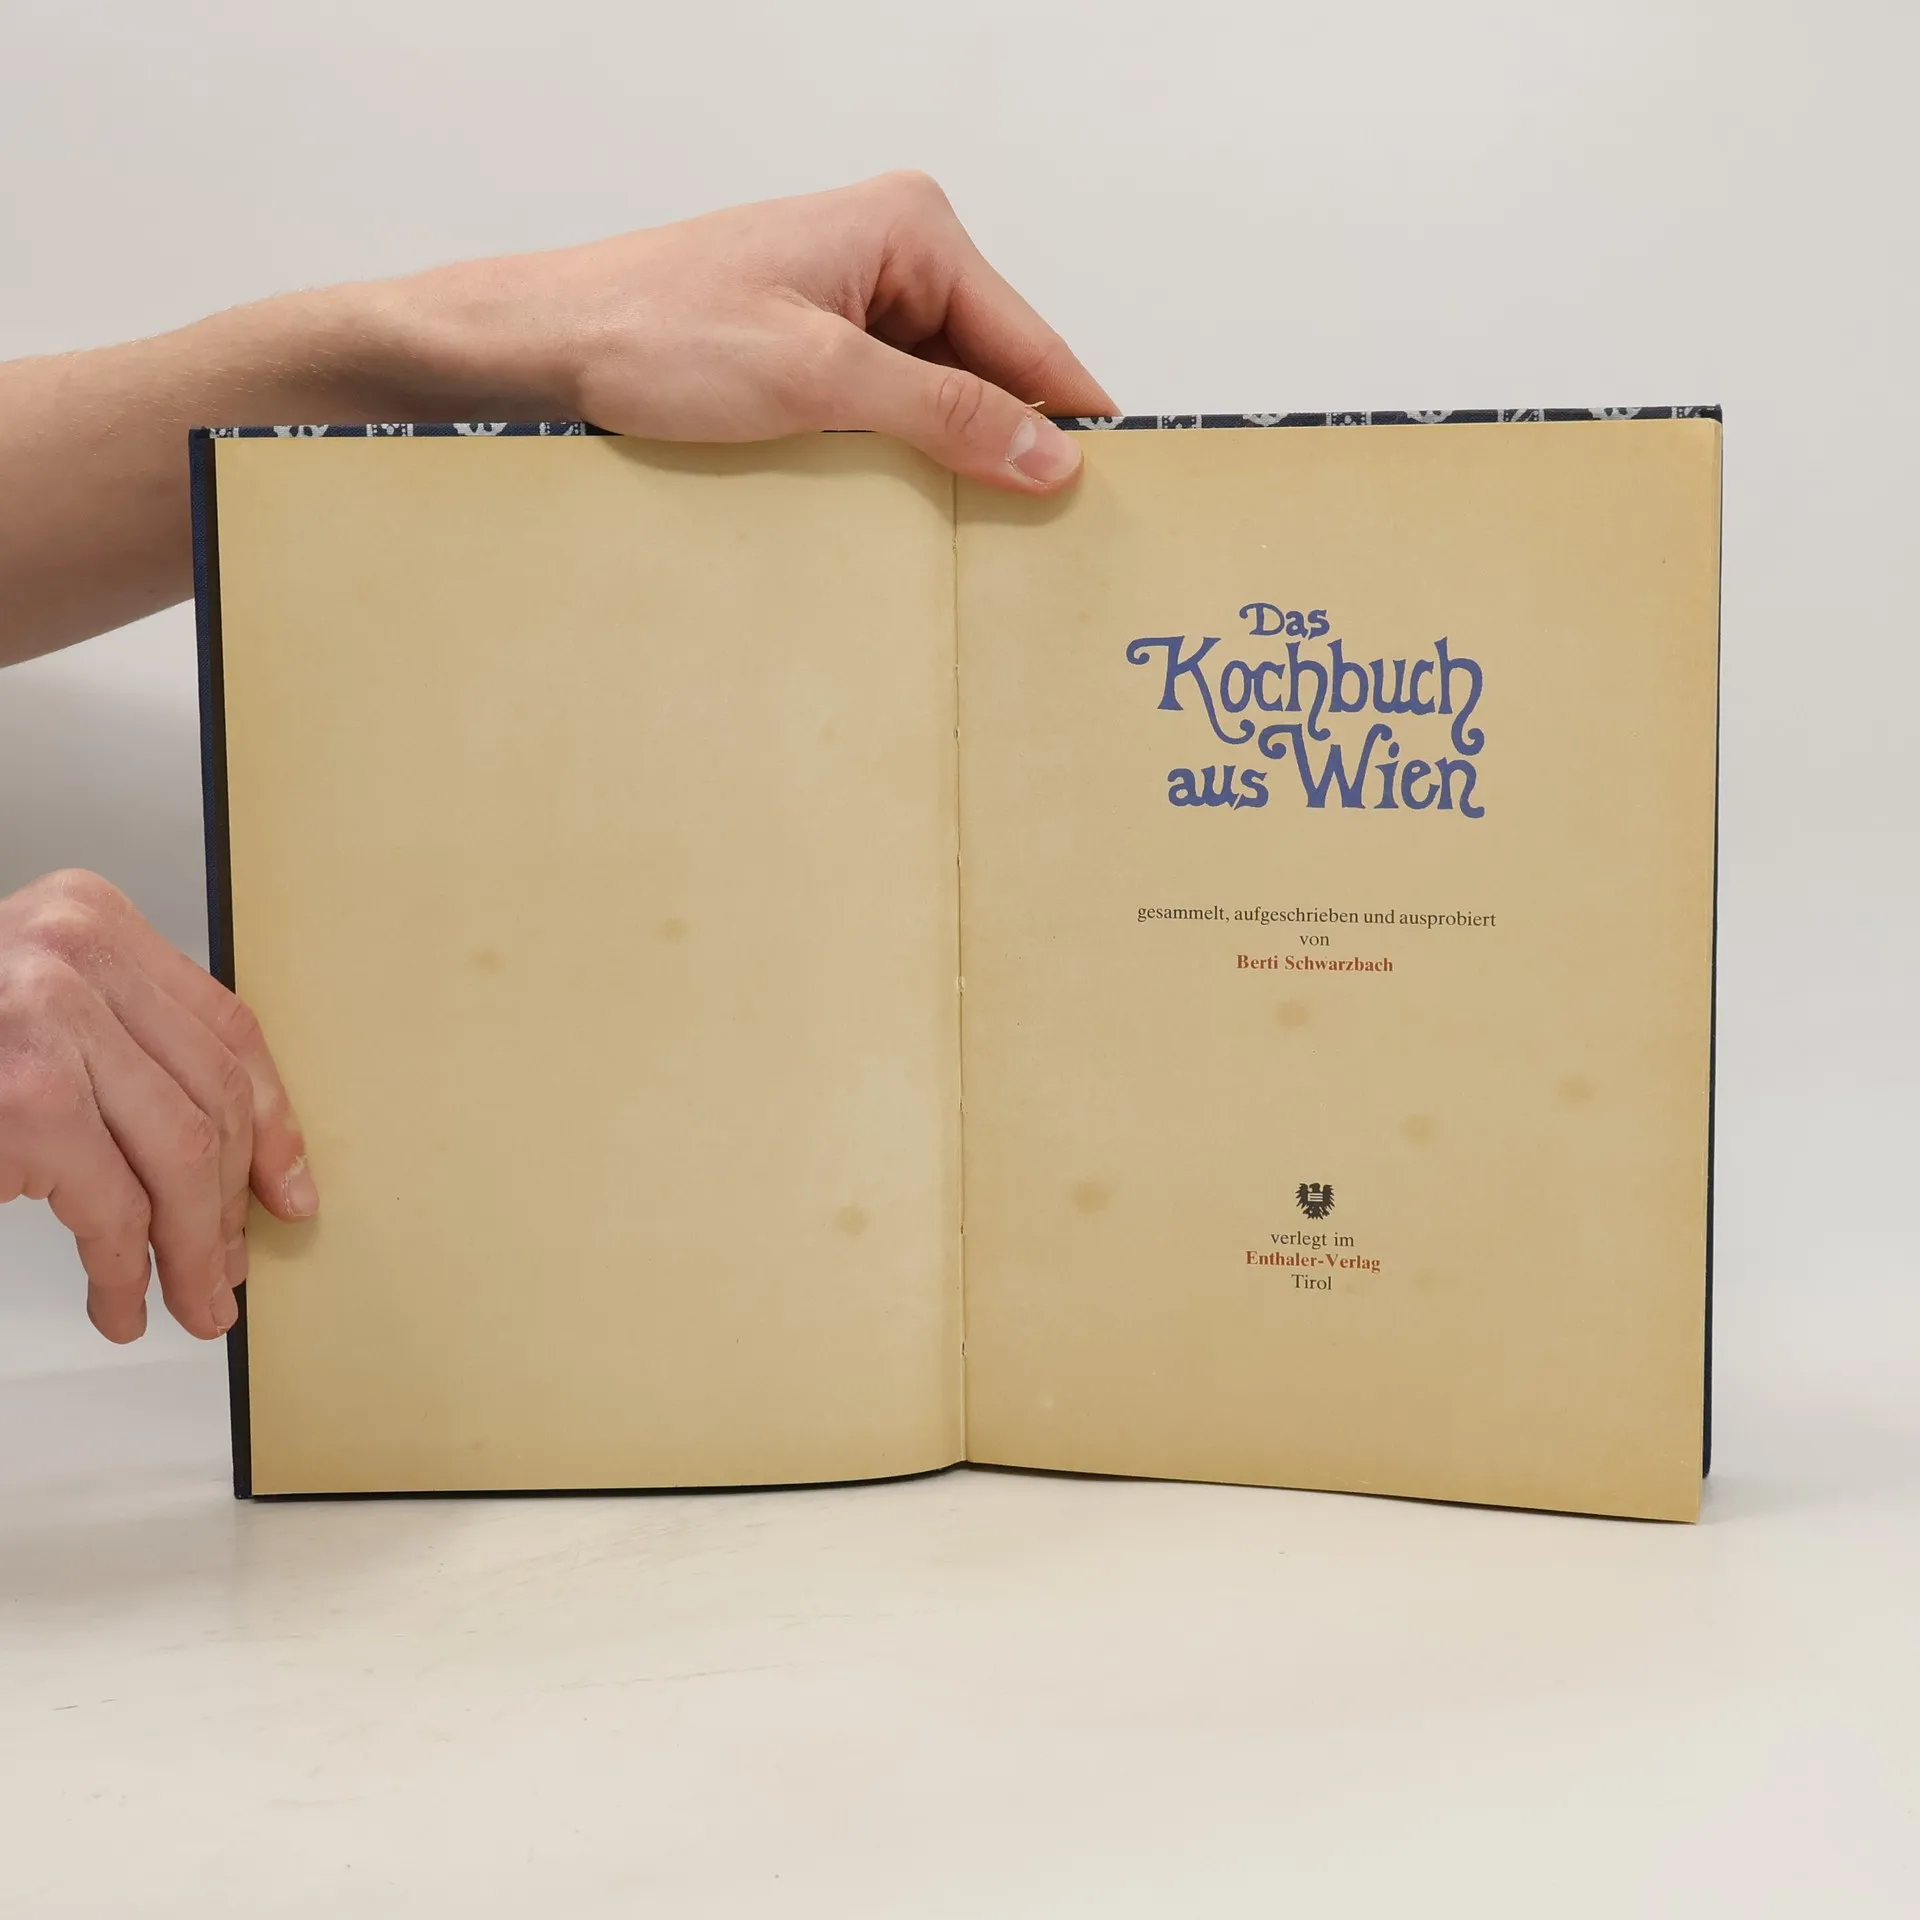 Das
Kochbuch
aus Wien
gesammelt, aufgeschrieben und ausprobiert
von
Berti Schwarzbach
verlegt im
Enthaler-Verlag
Tirol